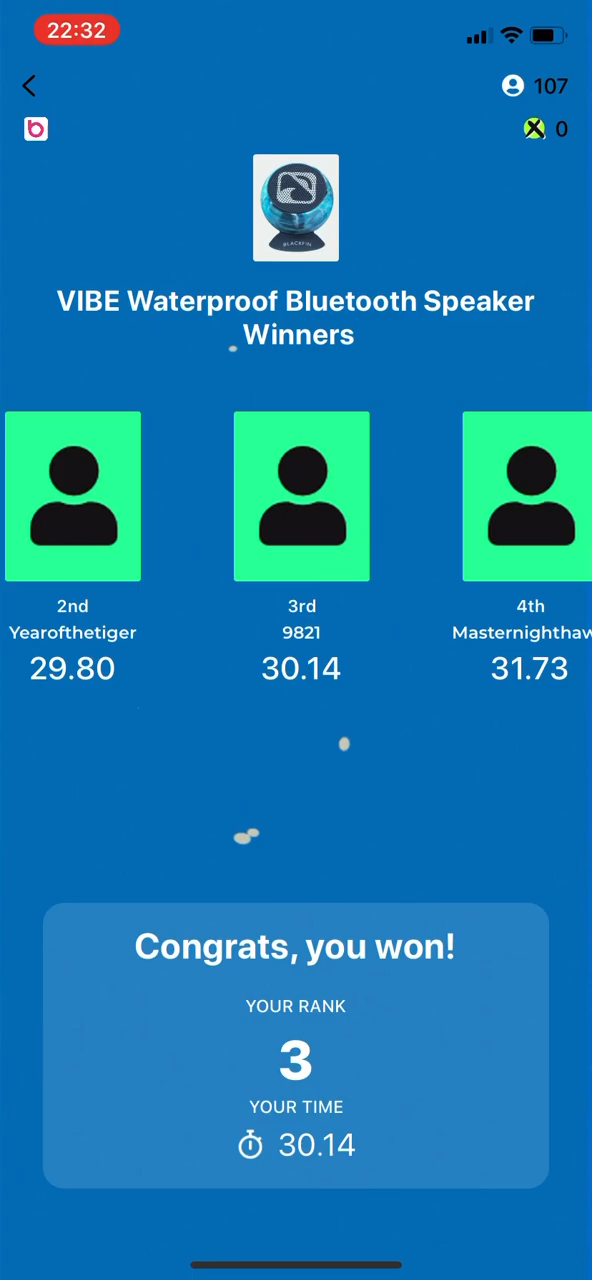 22:32
107
b
0
BLACKFIN
VIBE Waterproof Bluetooth Speaker
Winners
2nd
3rd
4th
Yearofthetiger
9821
Masternighthaw
29.80
30.14
31.73
Congrats, you won!
YOUR RANK
3
YOUR TIME
30.14